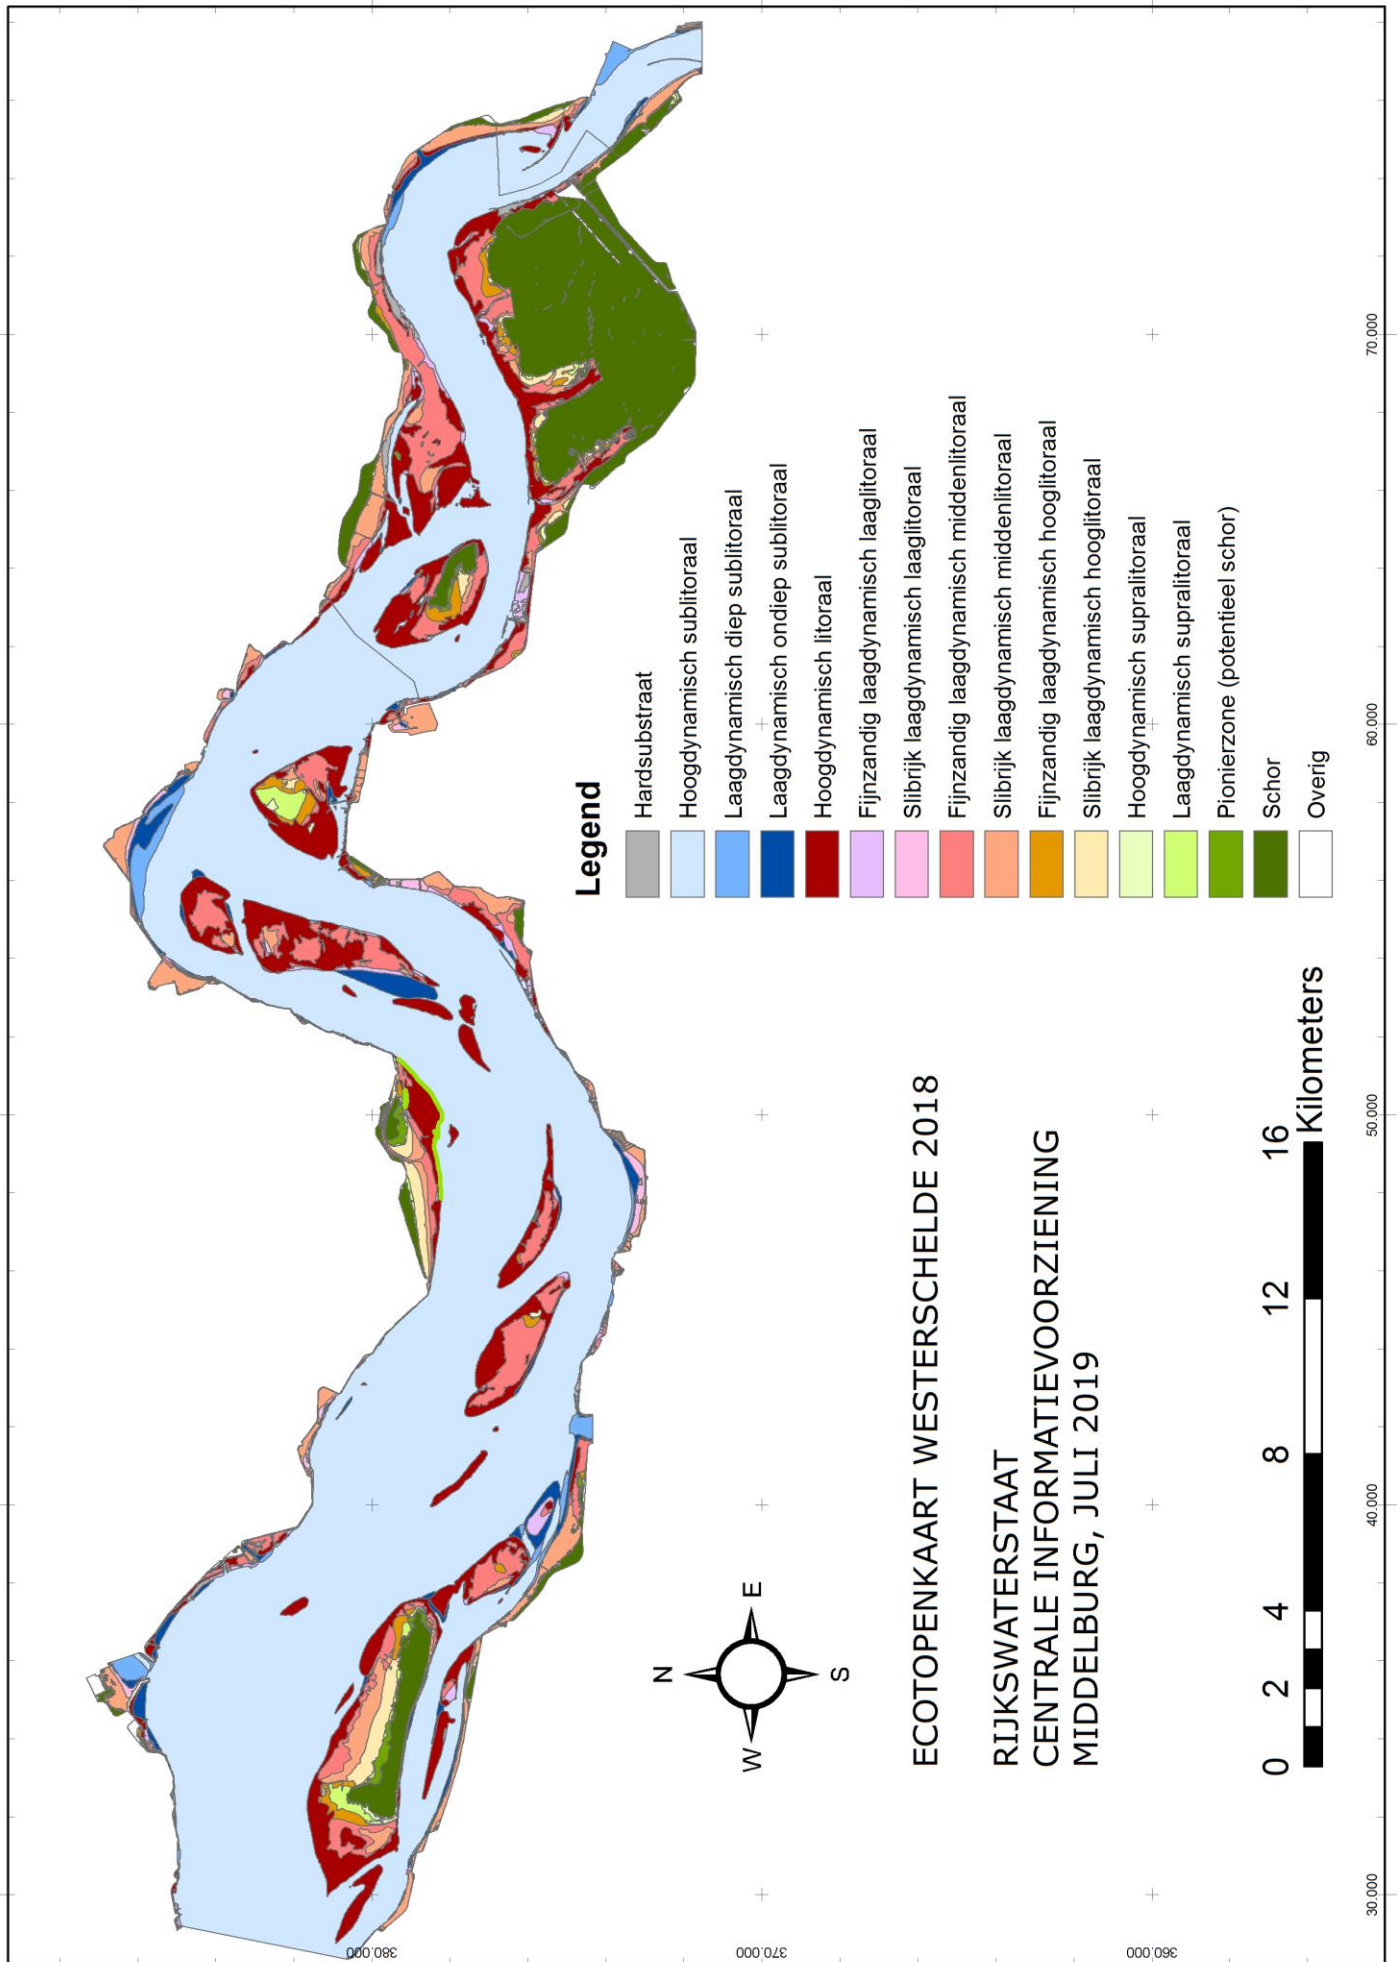 Legend
Hardsubstraat
Hoogdynamisch sublitoraal
Laagdynamisch diep sublitoraal
Laagdynamisch ondiep sublitoraal
Hoogdynamisch litoraal
Fijnzandig laagdynamisch laaglitoraal
Slibrijk laagdynamisch laaglitoraal
Fijnzandig laagdynamisch middenlitoraal
Slibrijk laagdynamisch middenlitoraal
Fijnzandig laagdynamisch hooglitoraal
Slibrijk laagdynamisch hooglitoraal
Hoogdynamisch supralitoraal
Laagdynamisch supralitoraal
Pionierzone (potentieel schor)
Schor
Overig
N
W
E
S
ECOTOPENKAART WESTERSCHELDE 2018
RIJKSWATERSTAAT
CENTRALE INFORMATIEVOORZIENING
MIDDELBURG, JULI 2019
0 2 4 8 12 16
Kilometers
380.000
370.000
360.000
30.000
40.000
50.000
60.000
70.000